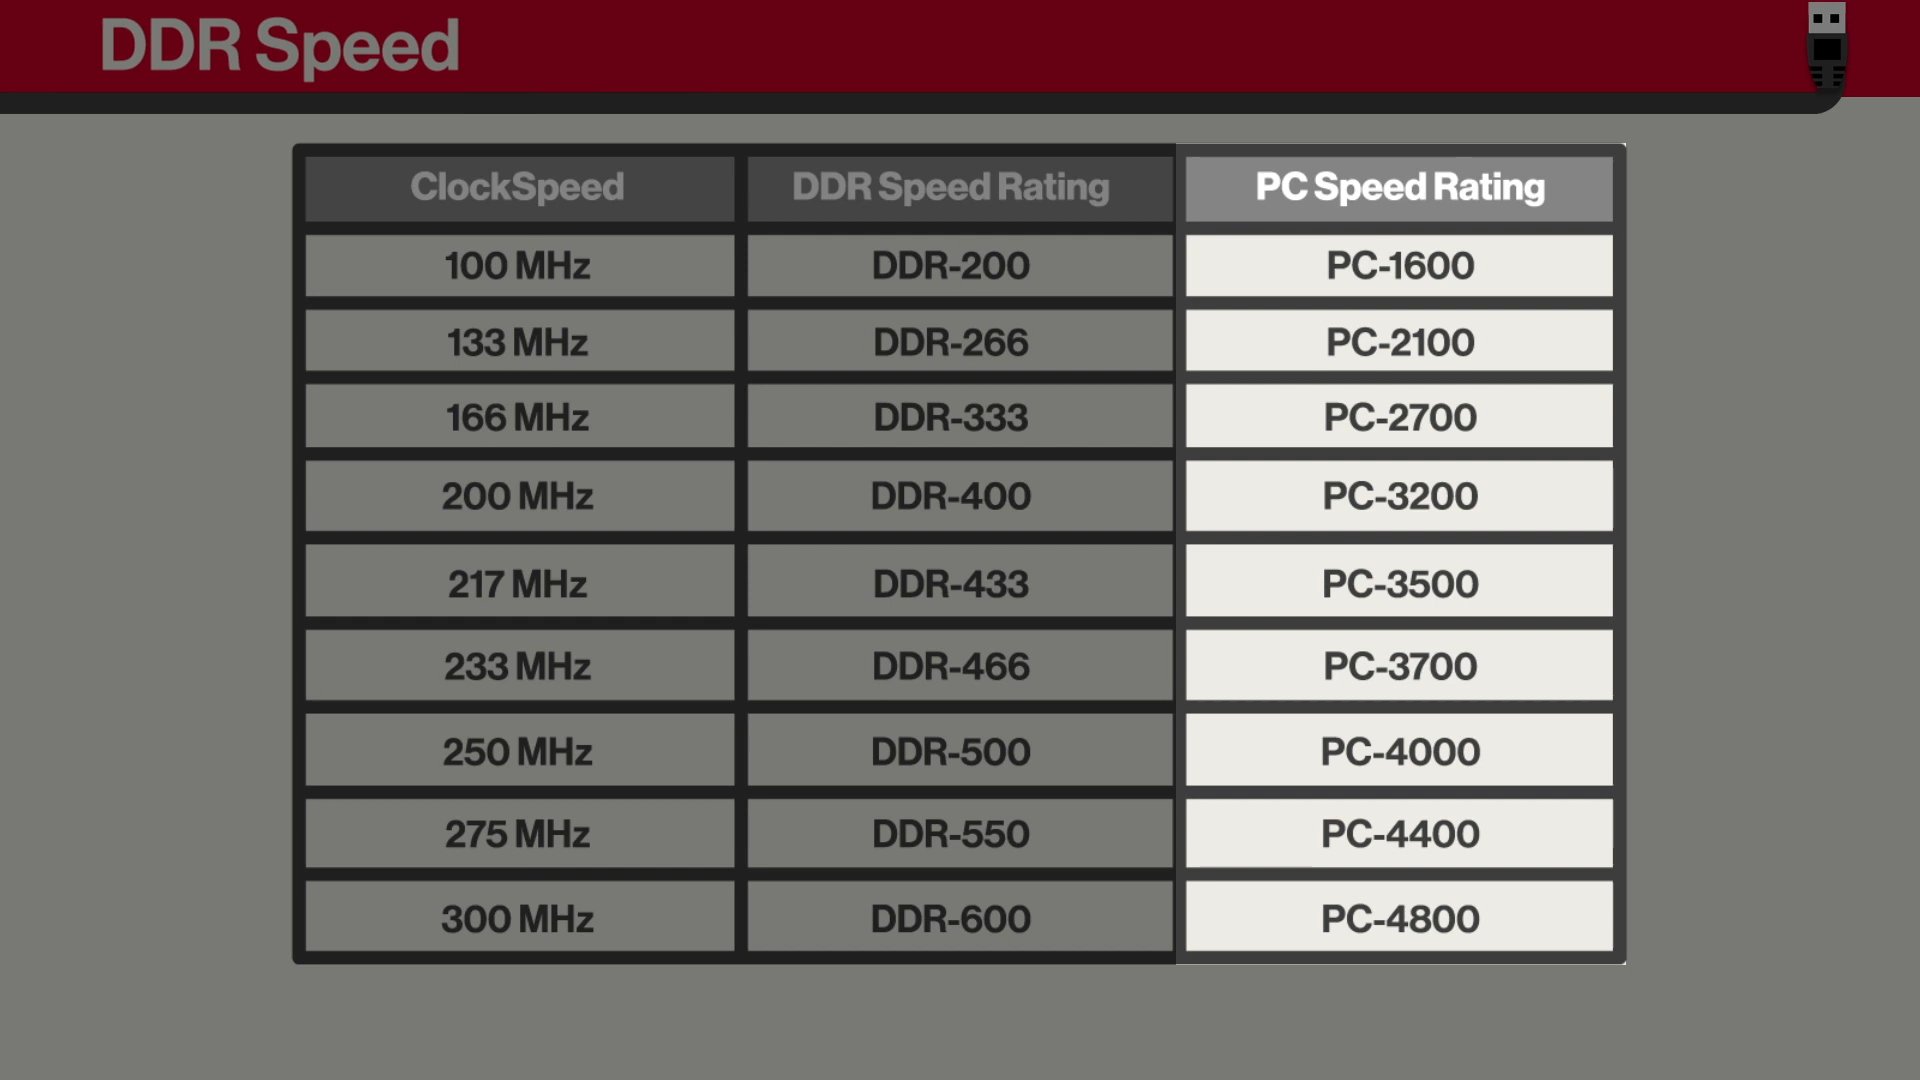 DDR Speed
ClockSpeed DDR Speed Rating PC Speed Rating
100 MHz DDR-200 PC-1600
133 MHz DDR-266 PC-2100
166 MHz DDR-333 PC-2700
200 MHz DDR-400 PC-3200
217 MHz DDR-433 PC-3500
233 MHz DDR-466 PC-3700
250 MHz DDR-500 PC-4000
275 MHz DDR-550 PC-4400
300 MHz DDR-600 PC-4800